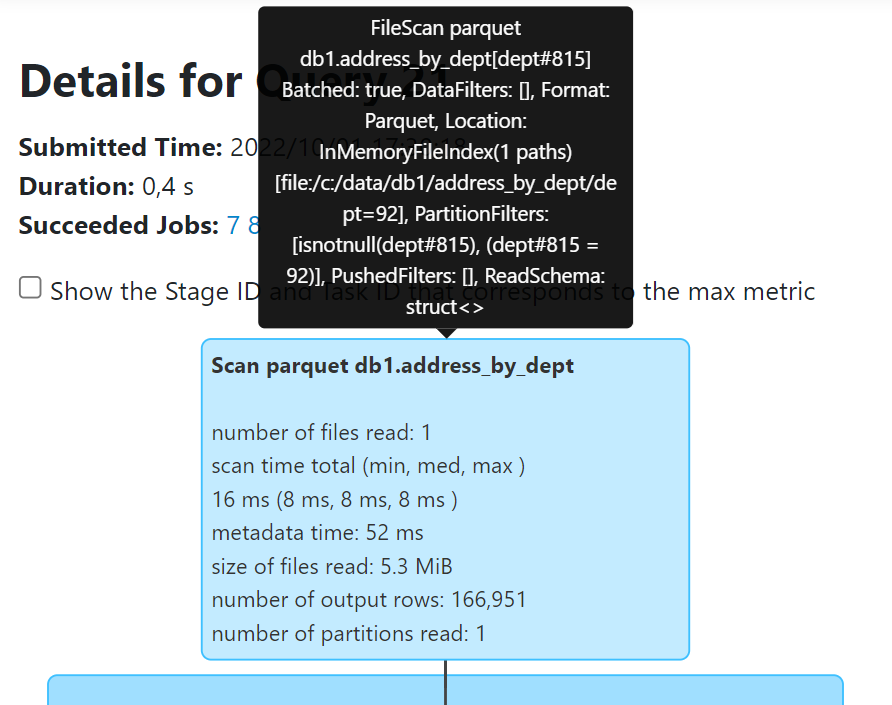 FileScan parquet
db1.address_by_dept[dept#815]
Batched: true, DataFilters: [], Format:
Parquet, Location:
InMemoryFileIndex(1 paths)
[file:/c:/data/db1/address_by_dept/de
pt=92], PartitionFilters:
[isnotnull(dept#815), (dept#815 =
92)], PushedFilters: [], ReadSchema:
struct<>
Details for Query 21
Submitted Time: 2022/10/01
Duration: 0,4 s
Succeeded Jobs: 7 8
Show the Stage ID and Task ID that corresponds to the max metric
Scan parquet db1.address_by_dept
number of files read: 1
scan time total (min, med, max )
16 ms (8 ms, 8 ms, 8 ms )
metadata time: 52 ms
size of files read: 5.3 MiB
number of output rows: 166,951
number of partitions read: 1